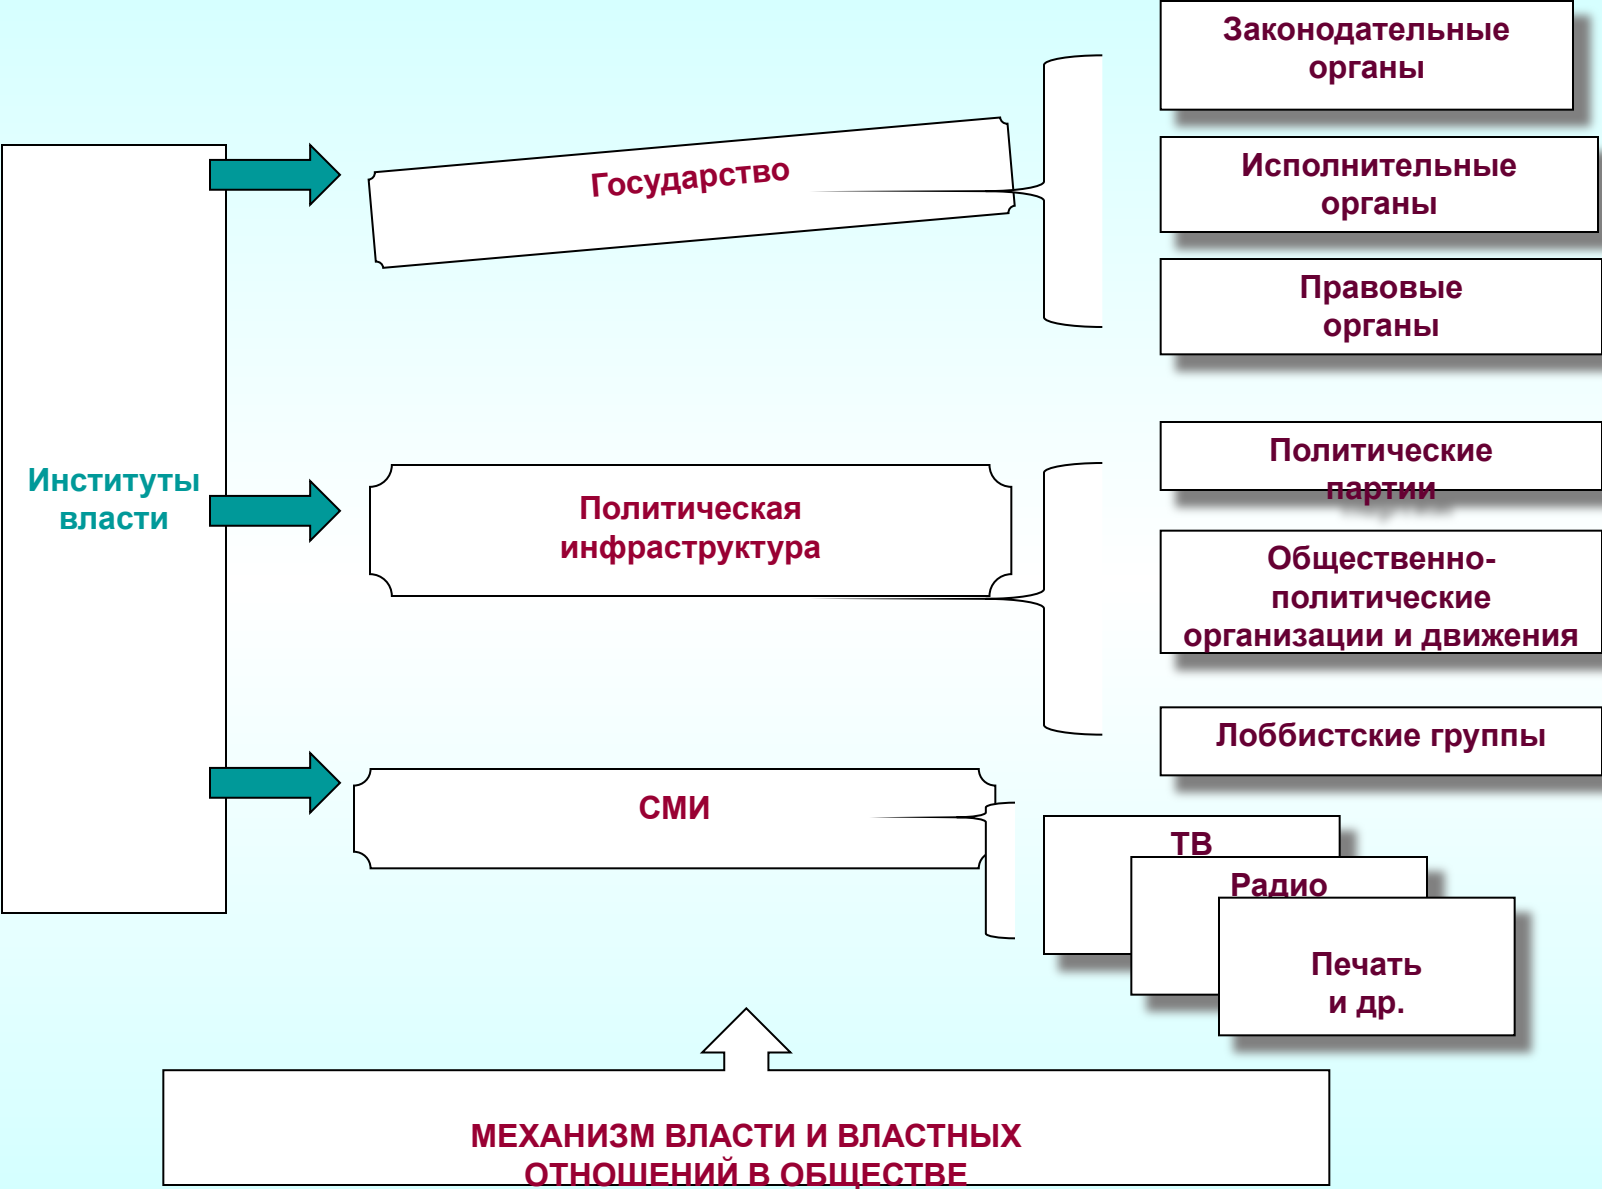 Институты
власти
Государство
Законодательные
органы
Исполнительные
органы
Правовые
органы
Политическая
инфраструктура
Политические
партии
Общественно-
политические
организации и движения
Лоббистские группы
СМИ
ТВ
Радио
Печать
и др.
МЕХАНИЗМ ВЛАСТИ И ВЛАСТНЫХ
ОТНОШЕНИЙ В ОБЩЕСТВЕ